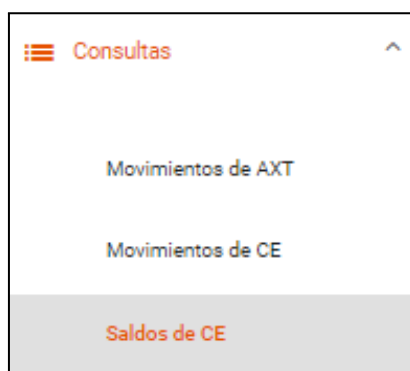 Consultas
Movimientos de AXT
Movimientos de CE
Saldos de CE